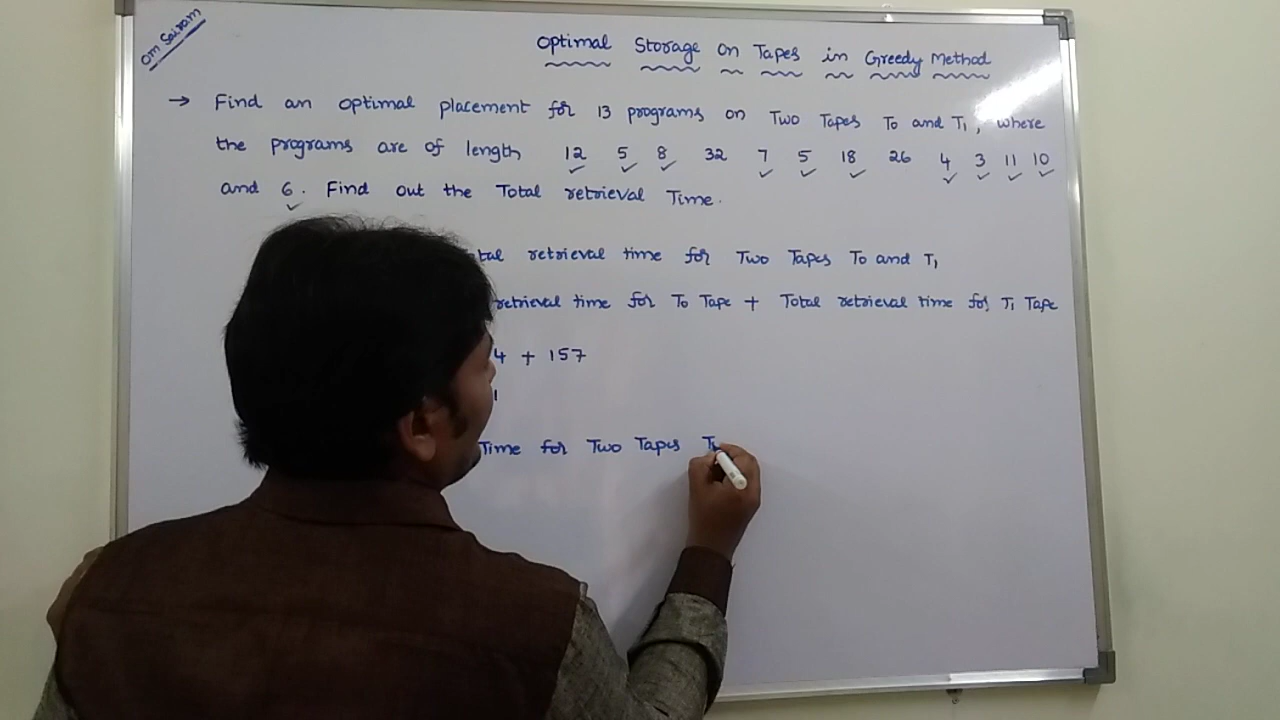 Om Sairam
Optimal Storage on Tapes in Greedy Method
→ Find an optimal placement for 13 programs on Two Tapes T0 and T1, where
the programs are of length 12 5 8 32 7 5 18 26 4 3 11 10
and 6. Find out the Total retrieval Time.
retrieval time for Two Tapes T0 and T1
retrieval time for T0 Tape + Total retrieval time for T1 Tape
4 + 157
1
Time for Two Tapes